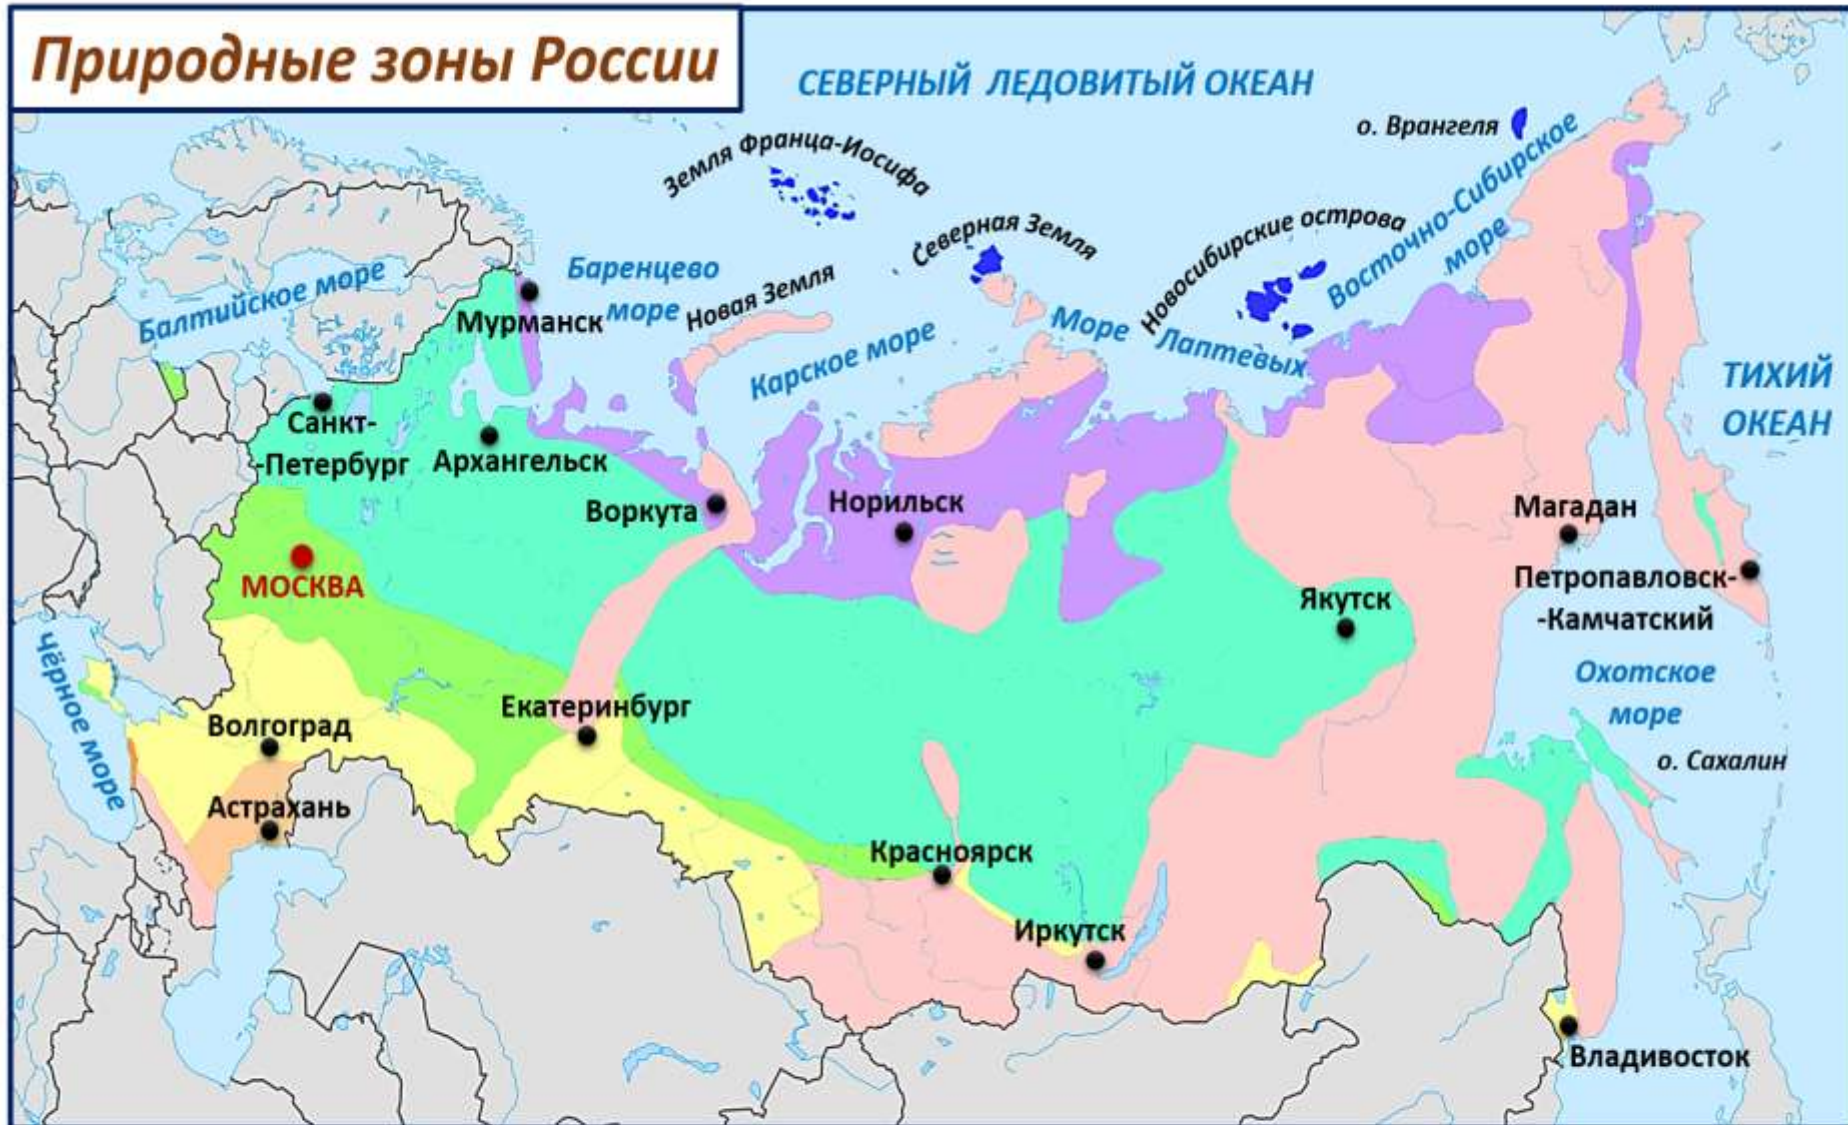 Природные зоны России
СЕВЕРНЫЙ ЛЕДОВИТЫЙ ОКЕАН
о. Врангеля
Земля Франца-Иосифа
Северная Земля
Новосибирские острова
Восточно-Сибирское
море
Балтийское море
Баренцево
море
Новая Земля
Карское море
Море Лаптевых
Мурманск
ТИХИЙ
ОКЕАН
Санкт-
-Петербург
Архангельск
Воркута
Норильск
Магадан
МОСКВА
Якутск
Петропавловск-
-Камчатский
Чёрное море
Охотское
море
Екатеринбург
Волгоград
о. Сахалин
Астрахань
Красноярск
Иркутск
Владивосток